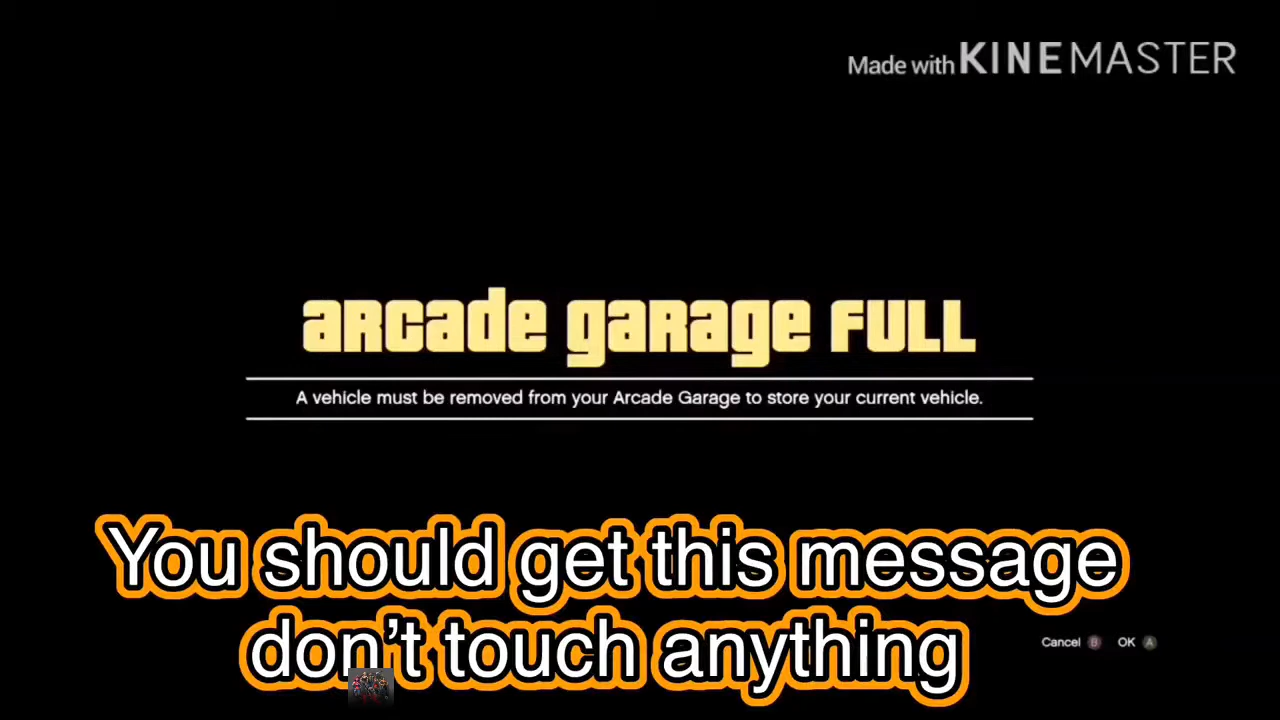 Made with KINEMASTER
arcade garage FULL
A vehicle must be removed from your Arcade Garage to store your current vehicle.
You should get this message
don't touch anything
Cancel B OK A